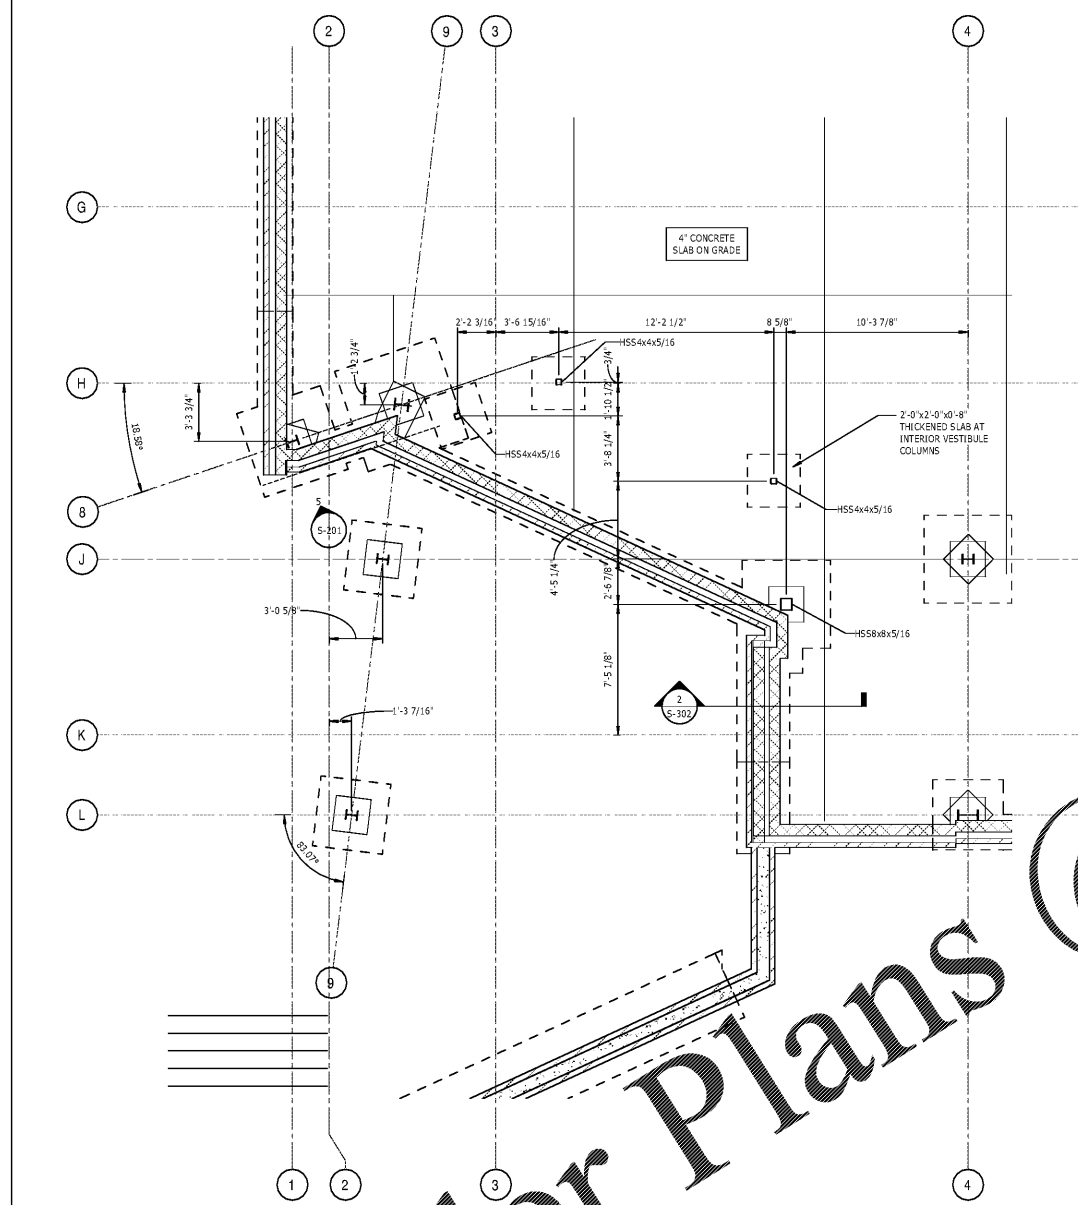 2
9
3
4
G
4" CONCRETE
SLAB ON GRADE
2'-2 3/16"
3'-6 15/16"
12'-2 1/2"
8 5/8"
10'-3 7/8"
HSS4x4x5/16
3/4"
H
3'-3 3/4"
18.58°
1'-10 1/2"
2'-0"x2'-0"x0'-8"
THICKENED SLAB AT
INTERIOR VESTIBULE
COLUMNS
3'-8 1/4"
HSS4x4x5/16
8
5
S-201
HSS4x4x5/16
J
4'-5 1/4"
2'-6 7/8"
3'-0 5/8"
HSS8x8x5/16
7'-5 1/8"
2
S-302
1'-3 7/16"
K
L
83.07°
9
Plans
or
1
2
3
4